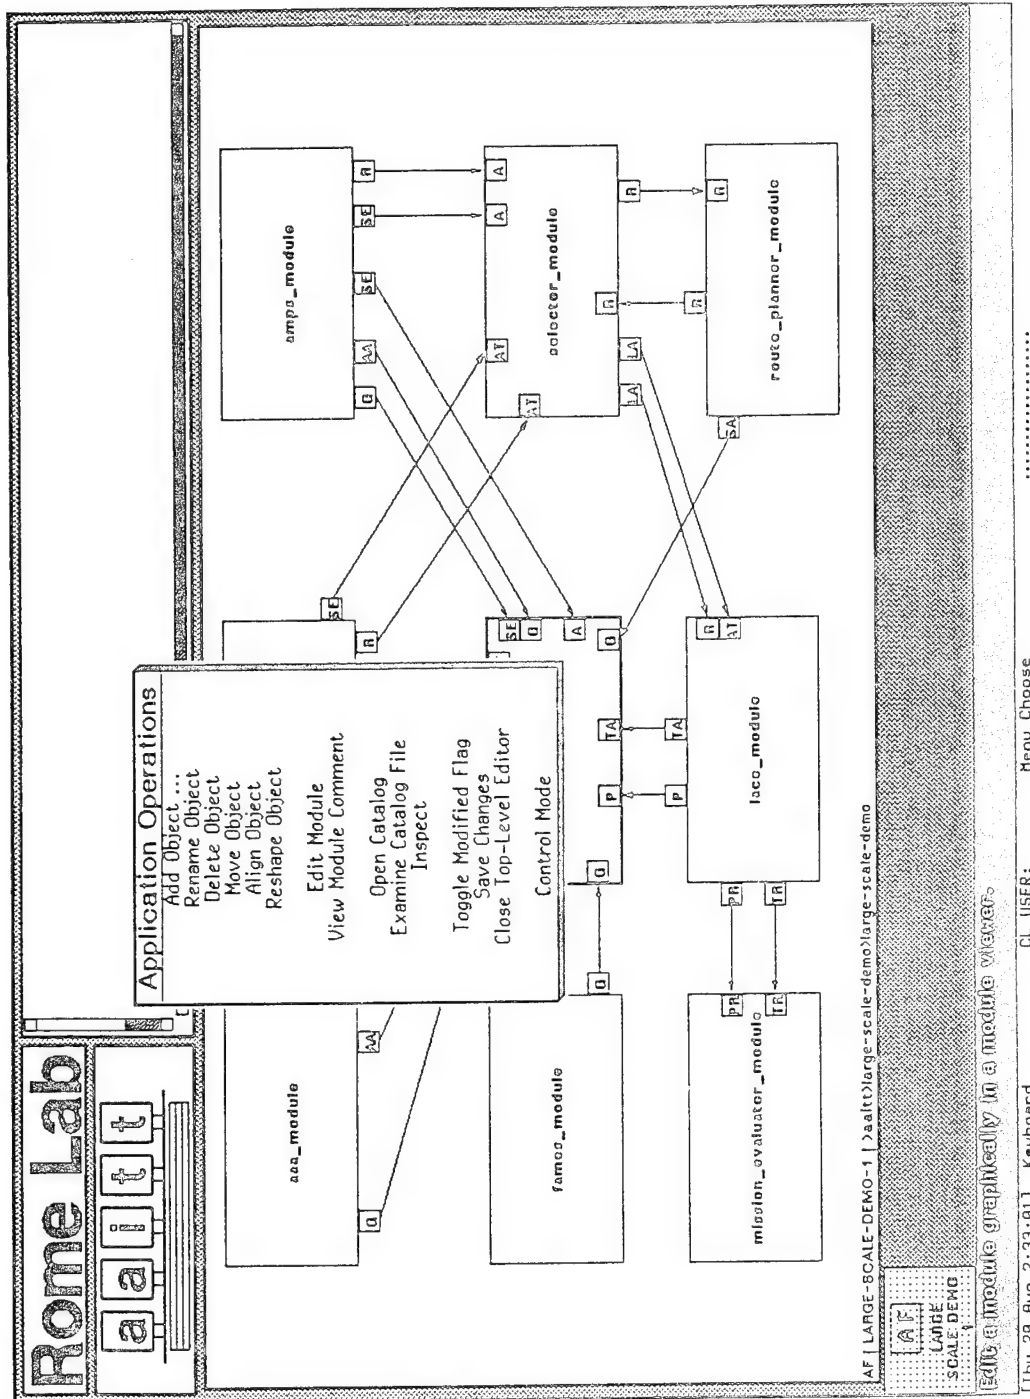 Rome Lab
a a i t t
Application Operations
Add Object ...
Rename Object
Delete Object
Move Object
Align Object
Reshape Object
Edit Module
View Module Comment
Open Catalog
Examine Catalog File
Inspect
Toggle Modified Flag
Save Changes
Close Top-Level Editor
Control Mode
aaa_module
Q
AA
R
SE
amps_module
Q
AA
SE
SE
R
fames_module
Q
Q
P
TA
Q
SE
Q
A
selector_module
AT
AT
A
A
LA
LA
R
R
mission_evaluator_module
PR
TR
laco_module
PR
TR
P
TA
R
AT
route_planner_module
SA
R
R
AF | LARGE-SCALE-DEMO-1 | >aaitt>large-scale-demo>large-scale-demo
AF
LARGE
SCALE DEMO
Edit a module graphically in a module viewer.
Keyboard CL USER: Menu Choose